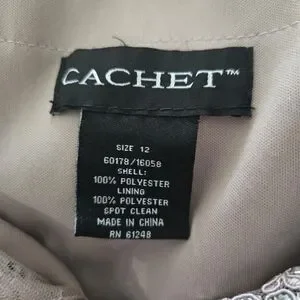 CACHET™
SIZE 12
60178/16058
SHELL:
100% POLYESTER
LINING
100% POLYESTER
SPOT CLEAN
MADE IN CHINA
RN 61248